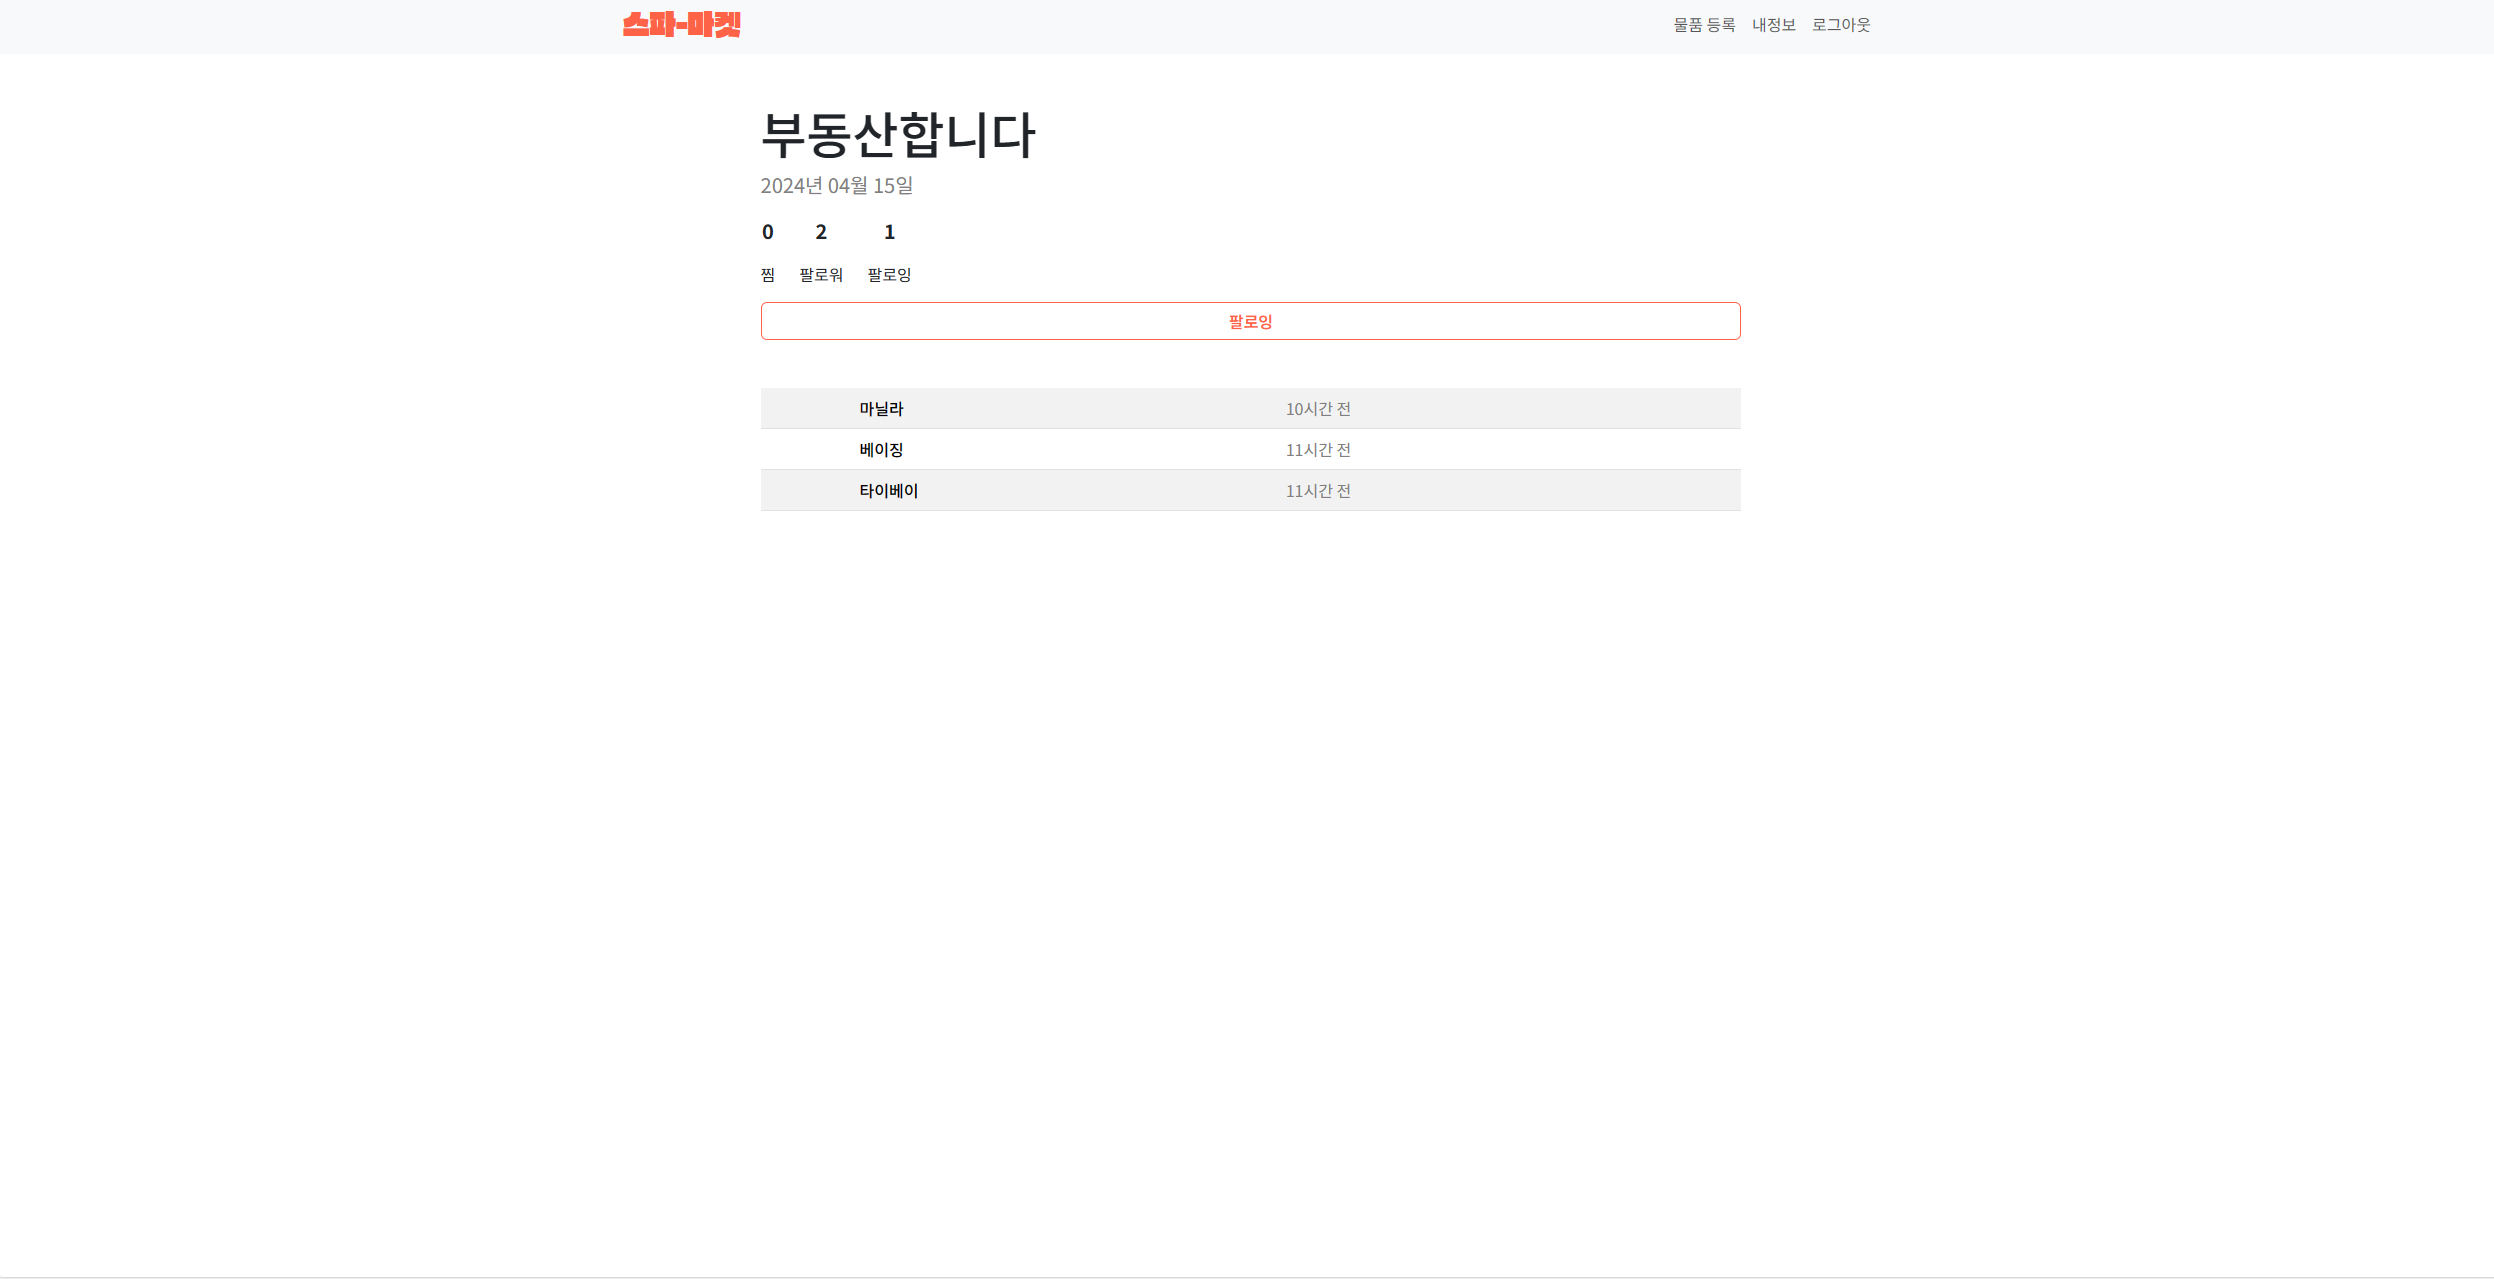 스파-마켓 물품 등록 내정보 로그아웃
부동산합니다
2024년 04월 15일
0 2 1
찜 팔로워 팔로잉
팔로잉
마닐라 10시간 전
베이징 11시간 전
타이베이 11시간 전